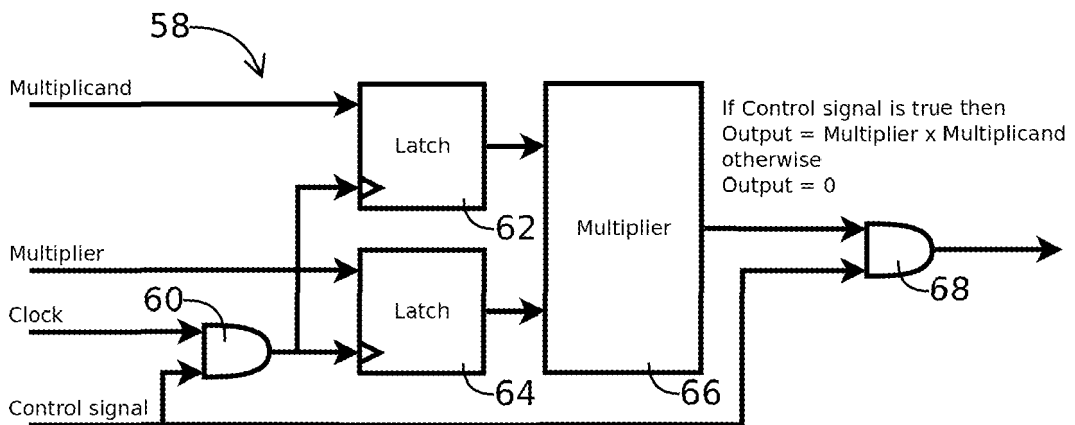 58
Multiplicand
If Control signal is true then
Output = Multiplier x Multiplicand
otherwise
Output = 0
Latch
62
Multiplier
Multiplier
68
Clock
60
Latch
64
66
Control signal